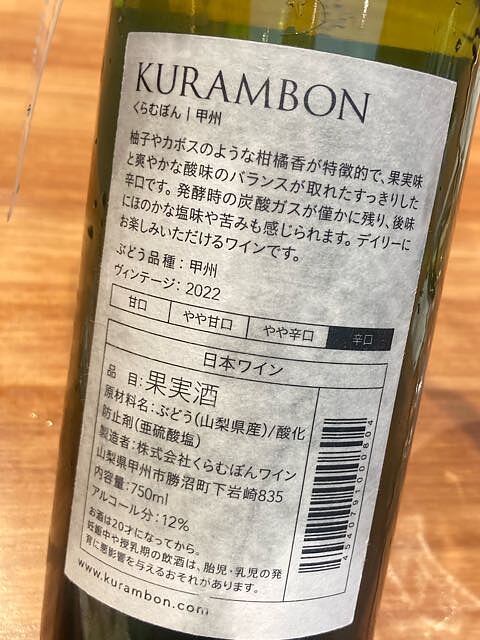 KURAMBON
くらむぼん | 甲州
柚子やカボスのような柑橘香が特徴的で、果実味
と爽やかな酸味のバランスが取れたすっきりした
辛口です。発酵時の炭酸ガスが僅かに残り、後味
にほのかな塩味や苦みも感じられます。デイリーに
お楽しみいただけるワインです。
ぶどう品種：甲州
ヴィンテージ：2022
甘口 やや甘口 やや辛口 辛口
日本ワイン
品 目：果実酒
原材料名：ぶどう(山梨県産)/酸化
防止剤(亜硫酸塩)
製造者：株式会社くらむぼんワイン
山梨県甲州市勝沼町下岩崎835
内容量：750ml
アルコール分：12%
お酒は20才になってから。
妊娠中や授乳期の飲酒は、胎児・乳児の発
育に悪影響を与えるおそれがあります。
www.kurambon.com
4540791000804